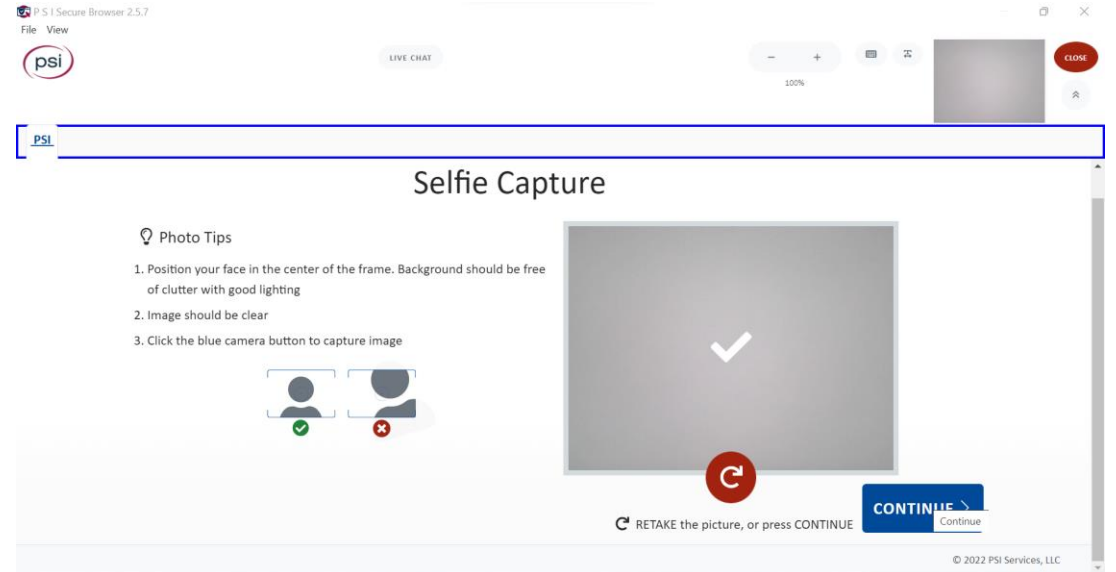 P S I Secure Browser 2.5.7
File View
psi
LIVE CHAT
− +
100%
CLOSE
PSI
Selfie Capture
Photo Tips
1. Position your face in the center of the frame. Background should be free
of clutter with good lighting
2. Image should be clear
3. Click the blue camera button to capture image
RETAKE the picture, or press CONTINUE
CONTINUE
Continue
© 2022 PSI Services, LLC